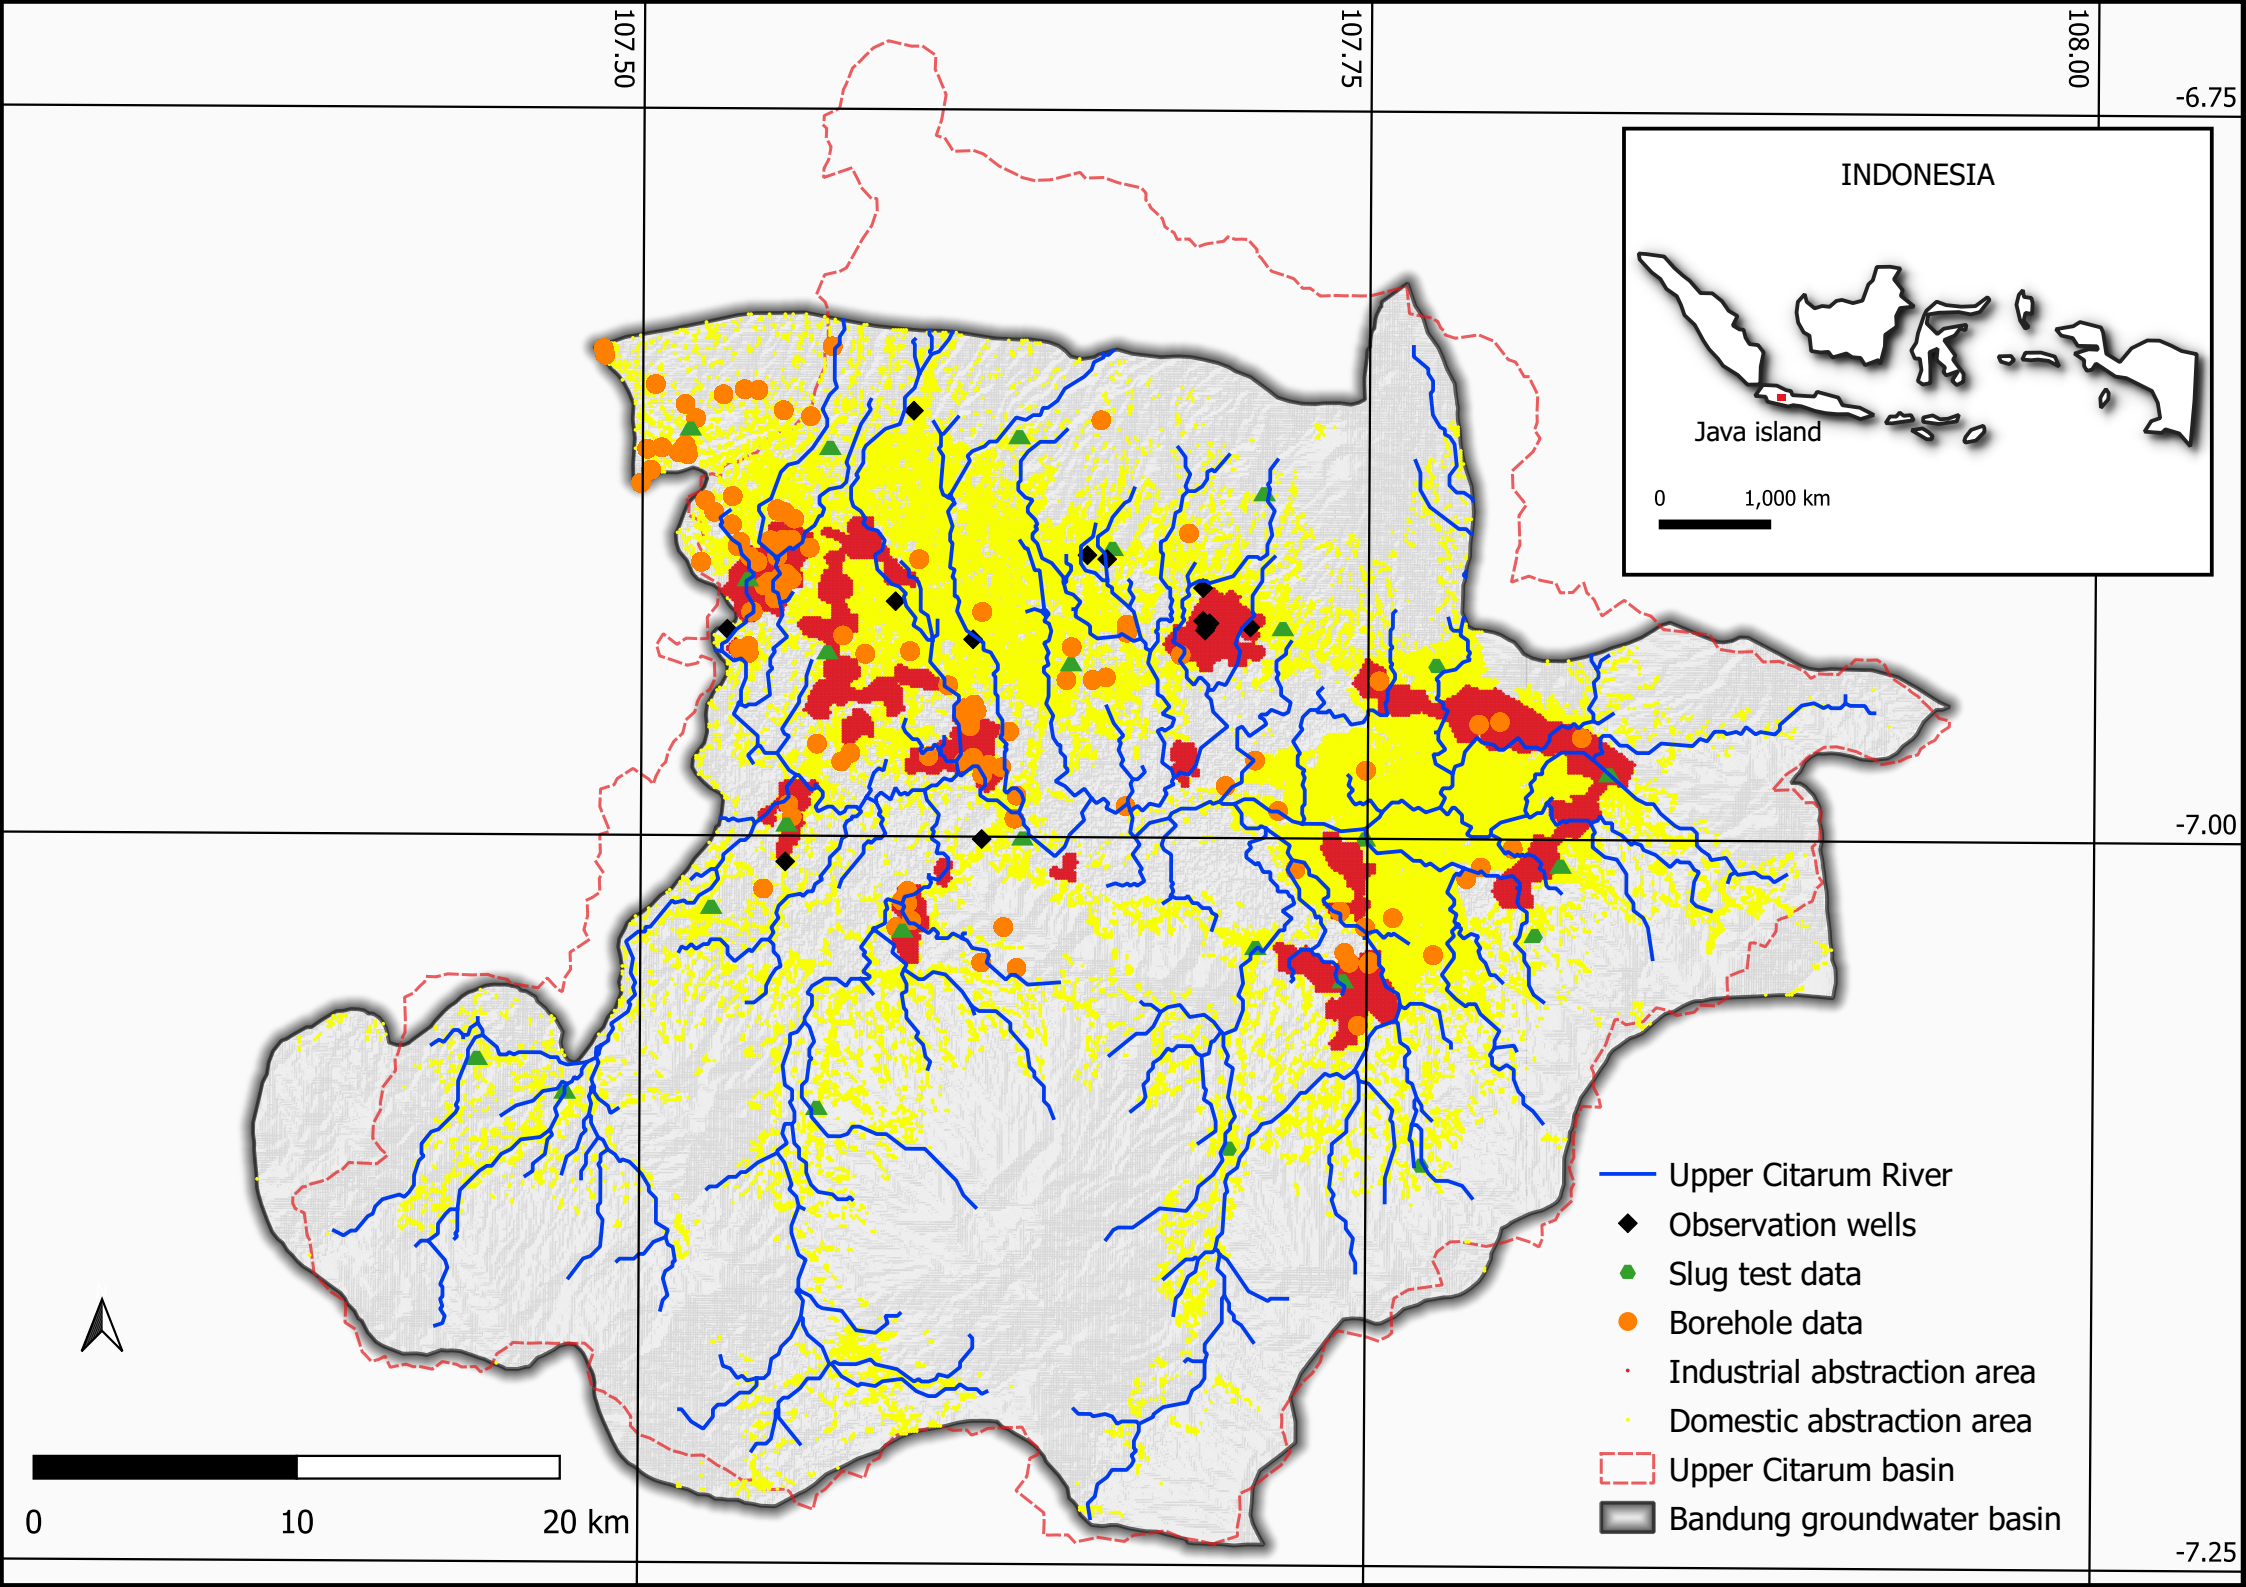 107.50
107.75
108.00
-6.75
INDONESIA
Java island
0 1,000 km
-7.00
Upper Citarum River
Observation wells
Slug test data
Borehole data
Industrial abstraction area
Domestic abstraction area
Upper Citarum basin
Bandung groundwater basin
0 10 20 km
-7.25